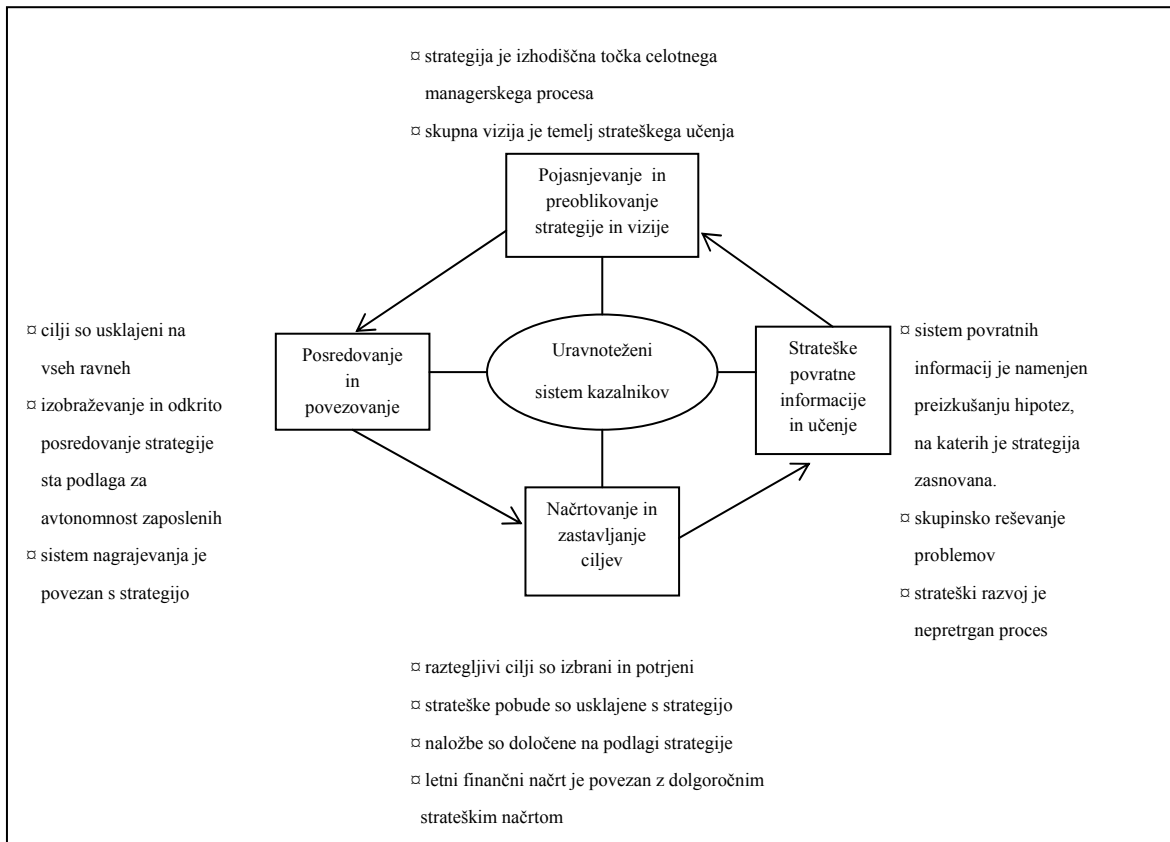 ¤ strategija je izhodiščna točka celotnega
managerskega procesa
¤ skupna vizija je temelj strateškega učenja
Pojasnjevanje in
preoblikovanje
strategije in vizije
¤ cilji so usklajeni na
vseh ravneh
¤ izobraževanje in odkrito
posredovanje strategije
sta podlaga za
avtonomnost zaposlenih
¤ sistem nagrajevanja je
povezan s strategijo
Posredovanje
in
povezovanje
Uravnoteženi
sistem kazalnikov
Strateške
povratne
informacije
in učenje
¤ sistem povratnih
informacij je namenjen
preizkušanju hipotez,
na katerih je strategija
zasnovana.
¤ skupinsko reševanje
problemov
¤ strateški razvoj je
nepretrgan proces
Načrtovanje in
zastavljanje
ciljev
¤ raztegljivi cilji so izbrani in potrjeni
¤ strateške pobude so usklajene s strategijo
¤ naložbe so določene na podlagi strategije
¤ letni finančni načrt je povezan z dolgoročnim
strateškim načrtom